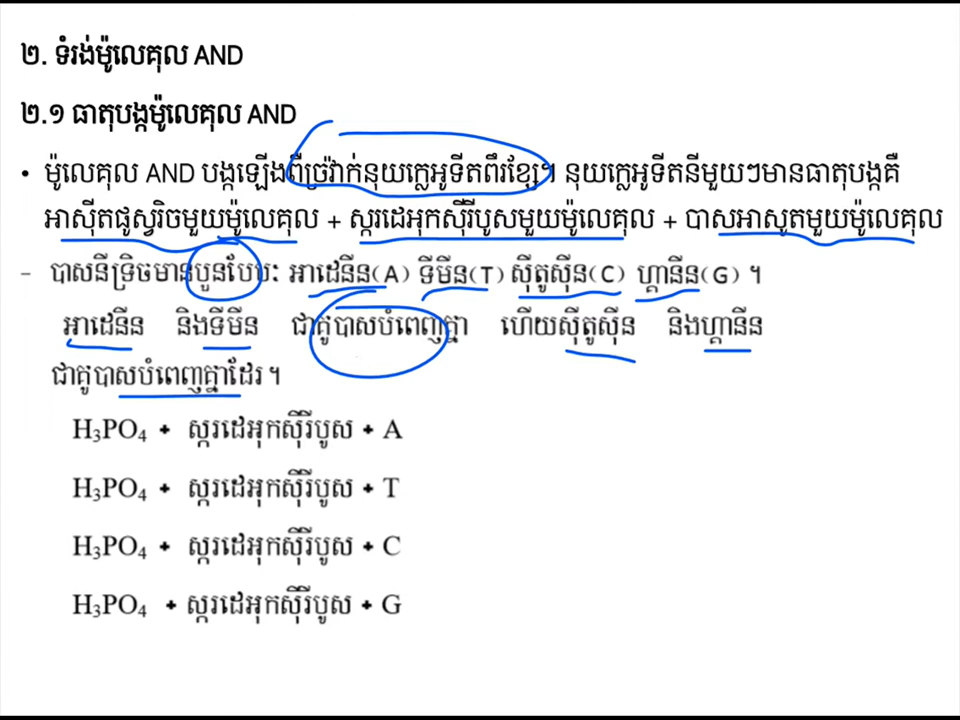 ២. ទំរង់ម៉ូលេគុល AND
២.១ ធាតុបង្កម៉ូលេគុល AND
• ម៉ូលេគុល AND បង្កឡើងពីច្រវ៉ាក់នុយក្លេអូទីតពីរខ្សែ។ នុយក្លេអូទីតនីមួយៗមានធាតុបង្កគឺ
អាស៊ីតផូស្វរិចមួយម៉ូលេគុល + ស្ករដេអុកស៊ីរីបូសមួយម៉ូលេគុល + បាសអាសូតមួយម៉ូលេគុល
- បាសនីទ្រិចមានបួនបែបៈ អាដេនីន(A) ទីមីន(T) ស៊ីតូស៊ីន(C) ហ្គានីន(G) ។
អាដេនីន និងទីមីន ជាគូបាសបំពេញគ្នា ហើយស៊ីតូស៊ីន និងហ្គានីន
ជាគូបាសបំពេញគ្នាដែរ ។
H₃PO₄ + ស្ករដេអុកស៊ីរីបូស + A
H₃PO₄ + ស្ករដេអុកស៊ីរីបូស + T
H₃PO₄ + ស្ករដេអុកស៊ីរីបូស + C
H₃PO₄ + ស្ករដេអុកស៊ីរីបូស + G